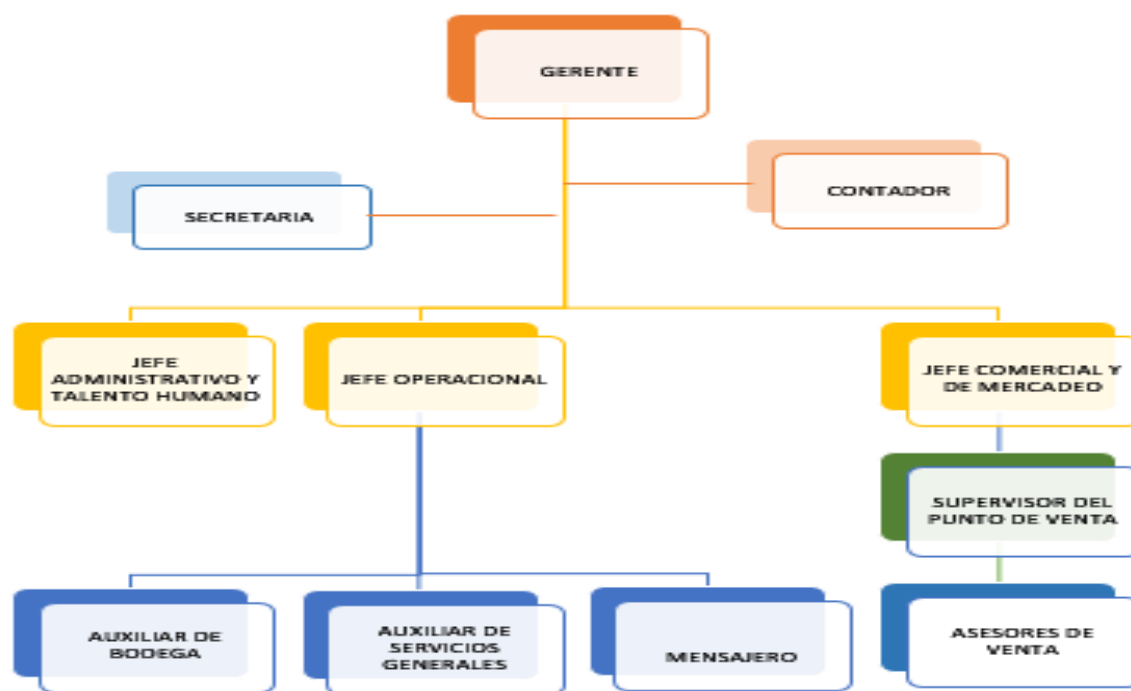 GERENTE
CONTADOR
SECRETARIA
JEFE
ADMINISTRATIVO Y
TALENTO HUMANO
JEFE OPERACIONAL
JEFE COMERCIAL Y
DE MERCADEO
SUPERVISOR DEL
PUNTO DE VENTA
AUXILIAR DE
BODEGA
AUXILIAR DE
SERVICIOS
GENERALES
MENSAJERO
ASESORES DE
VENTA